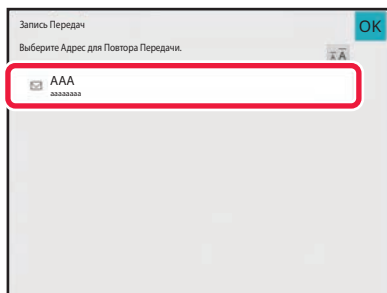 Запись Передач
OK
Выберите Адрес для Повтора Передачи.
AAA
aaaaaaaa